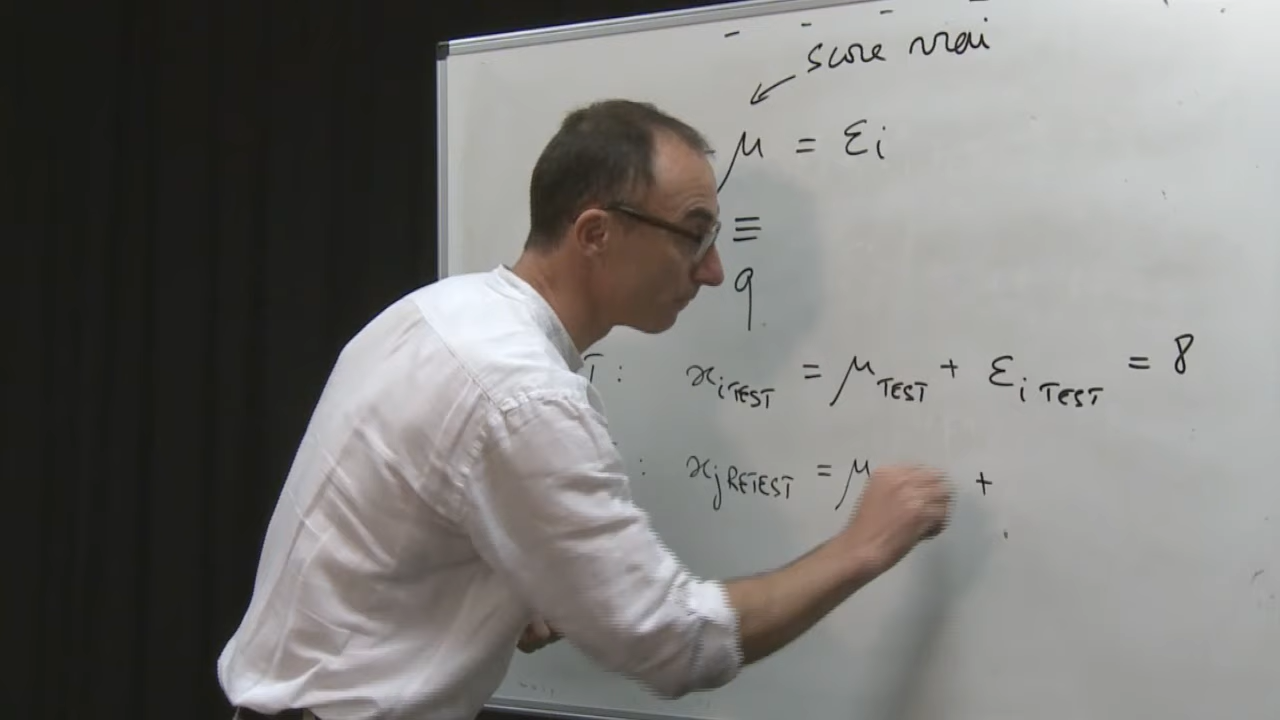 score vrai
μ = εi
≡
9
T : xi TEST = μ TEST + εi TEST = 8
: xj RETEST = μ +